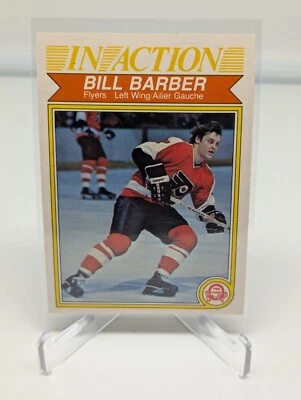 IN ACTION
BILL BARBER
Flyers Left Wing/Ailier Gauche